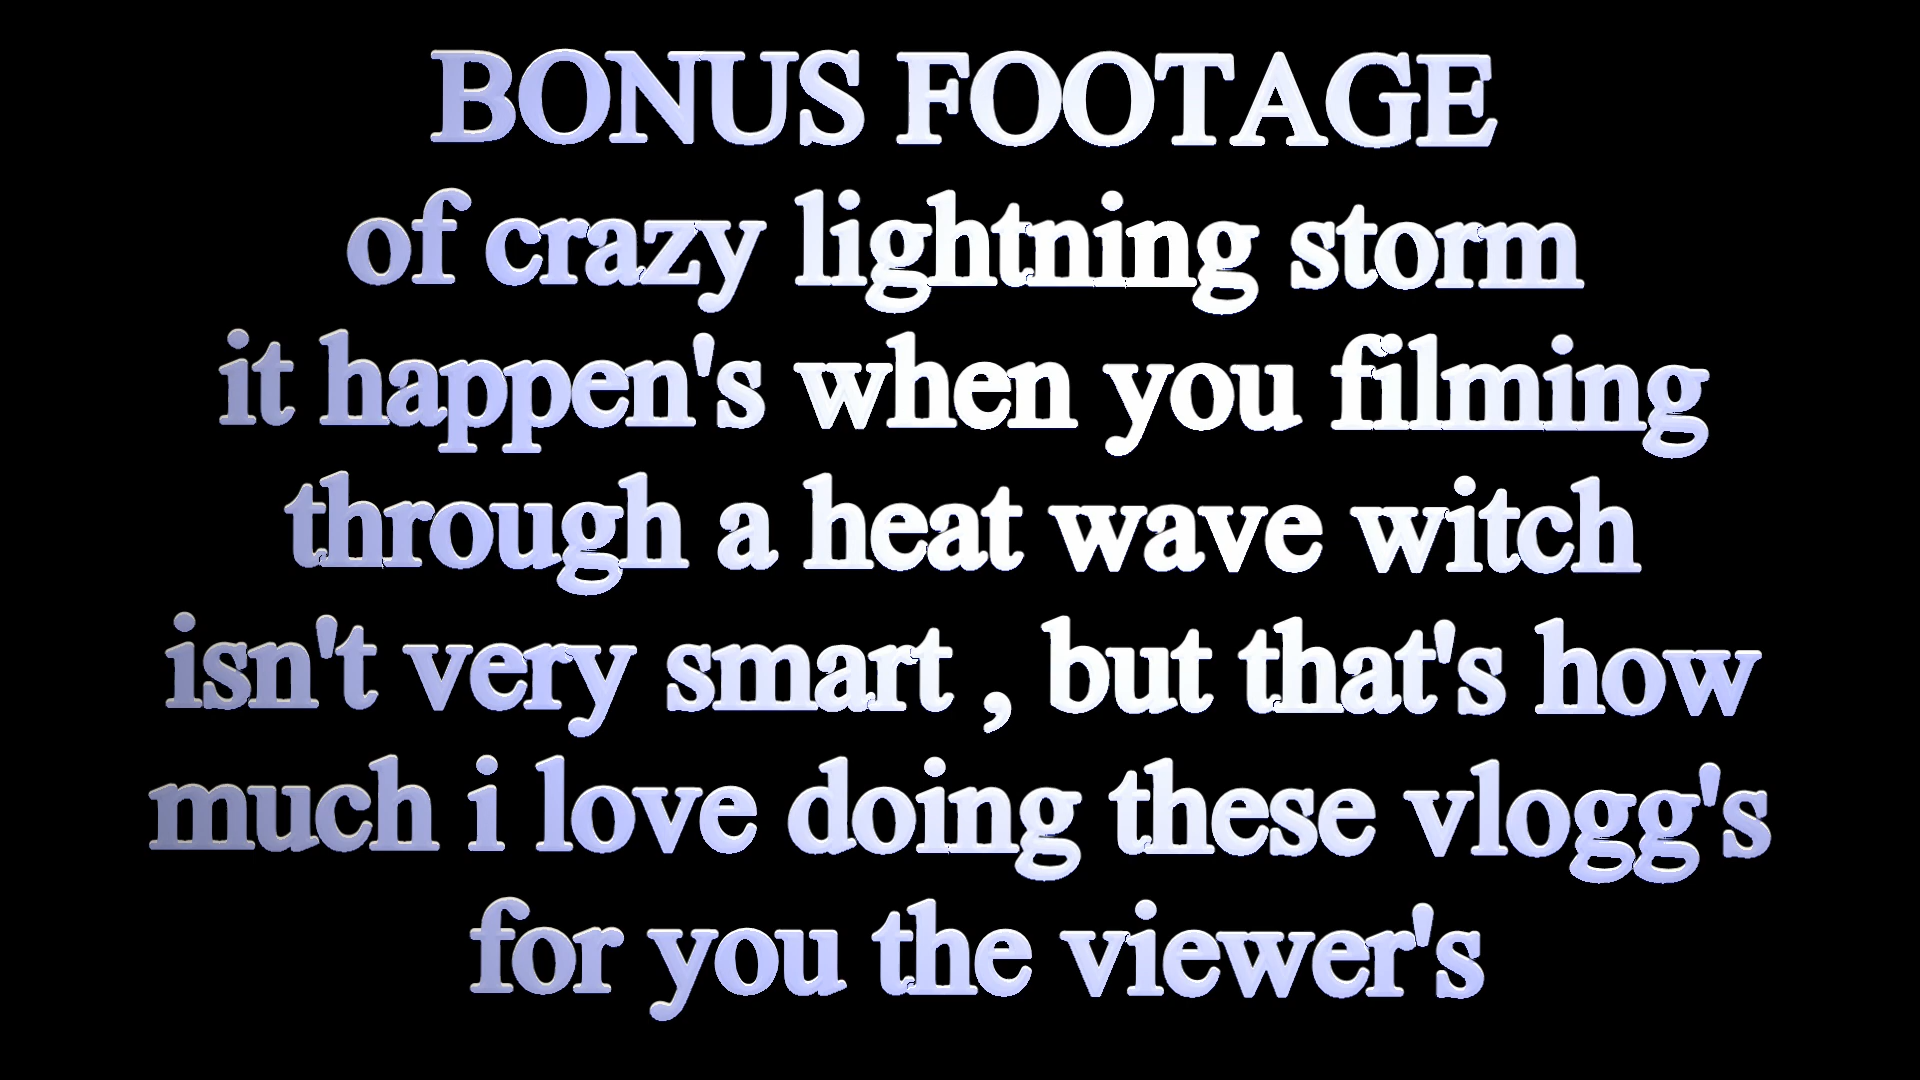 BONUS FOOTAGE
of crazy lightning storm
it happen's when you filming
through a heat wave witch
isn't very smart , but that's how
much i love doing these vlogg's
for you the viewer's